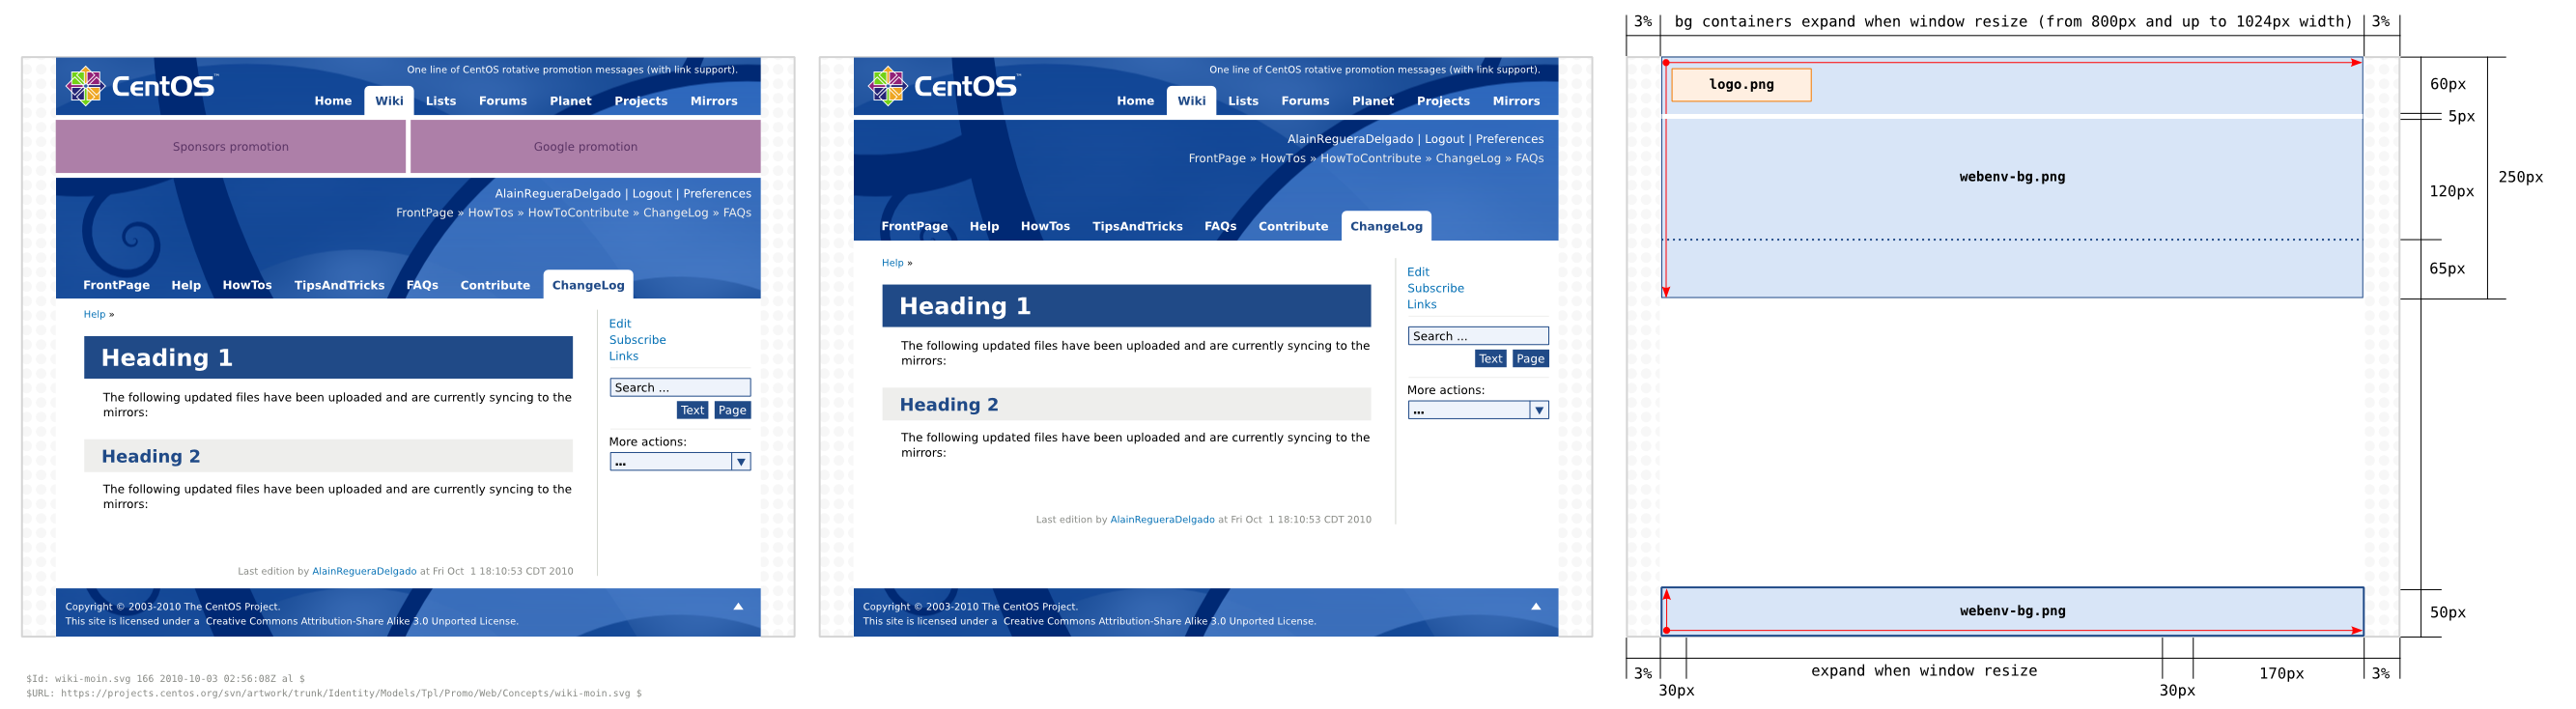 One line of CentOS rotative promotion messages (with link support).
CentOS™
Home Wiki Lists Forums Planet Projects Mirrors
Sponsors promotion Google promotion
AlainRegueraDelgado | Logout | Preferences
FrontPage » HowTos » HowToContribute » ChangeLog » FAQs
FrontPage Help HowTos TipsAndTricks FAQs Contribute ChangeLog
Help »
Heading 1
The following updated files have been uploaded and are currently syncing to the
mirrors:
Heading 2
The following updated files have been uploaded and are currently syncing to the
mirrors:
Last edition by AlainRegueraDelgado at Fri Oct 1 18:10:53 CDT 2010
Edit
Subscribe
Links
Search ...
Text Page
More actions:
...
Copyright © 2003-2010 The CentOS Project.
This site is licensed under a Creative Commons Attribution-Share Alike 3.0 Unported License.
$Id: wiki-moin.svg 166 2010-10-03 02:56:08Z al $
$URL: https://projects.centos.org/svn/artwork/trunk/Identity/Models/Tpl/Promo/Web/Concepts/wiki-moin.svg $
One line of CentOS rotative promotion messages (with link support).
CentOS™
Home Wiki Lists Forums Planet Projects Mirrors
AlainRegueraDelgado | Logout | Preferences
FrontPage » HowTos » HowToContribute » ChangeLog » FAQs
FrontPage Help HowTos TipsAndTricks FAQs Contribute ChangeLog
Help »
Heading 1
The following updated files have been uploaded and are currently syncing to the
mirrors:
Heading 2
The following updated files have been uploaded and are currently syncing to the
mirrors:
Last edition by AlainRegueraDelgado at Fri Oct 1 18:10:53 CDT 2010
Edit
Subscribe
Links
Search ...
Text Page
More actions:
...
Copyright © 2003-2010 The CentOS Project.
This site is licensed under a Creative Commons Attribution-Share Alike 3.0 Unported License.
3% bg containers expand when window resize (from 800px and up to 1024px width) 3%
logo.png
60px
5px
webenv-bg.png
120px
250px
65px
webenv-bg.png
50px
3% expand when window resize 170px 3%
30px 30px